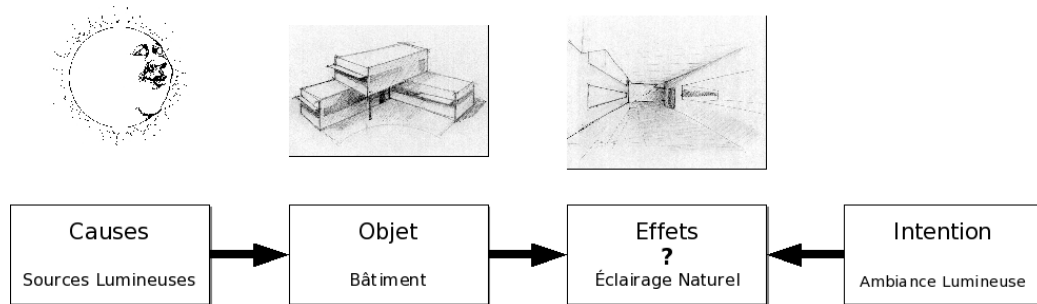 Causes
Sources Lumineuses
Objet
Bâtiment
Effets
?
Éclairage Naturel
Intention
Ambiance Lumineuse